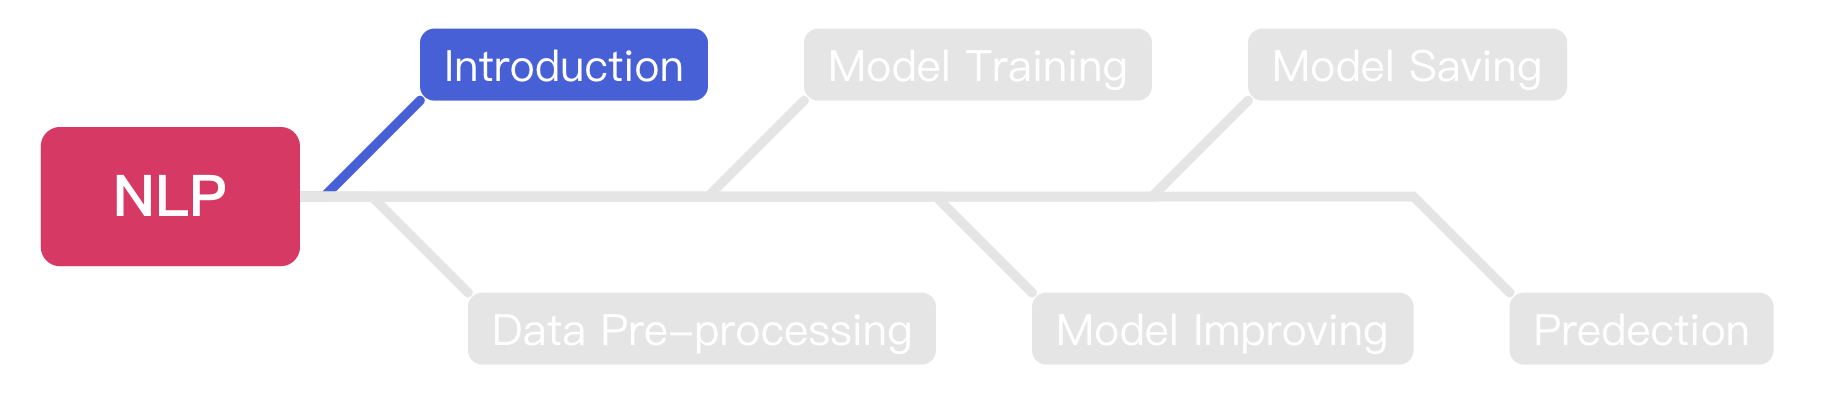 NLP
Introduction
Data Pre-processing
Model Training
Model Improving
Model Saving
Predection